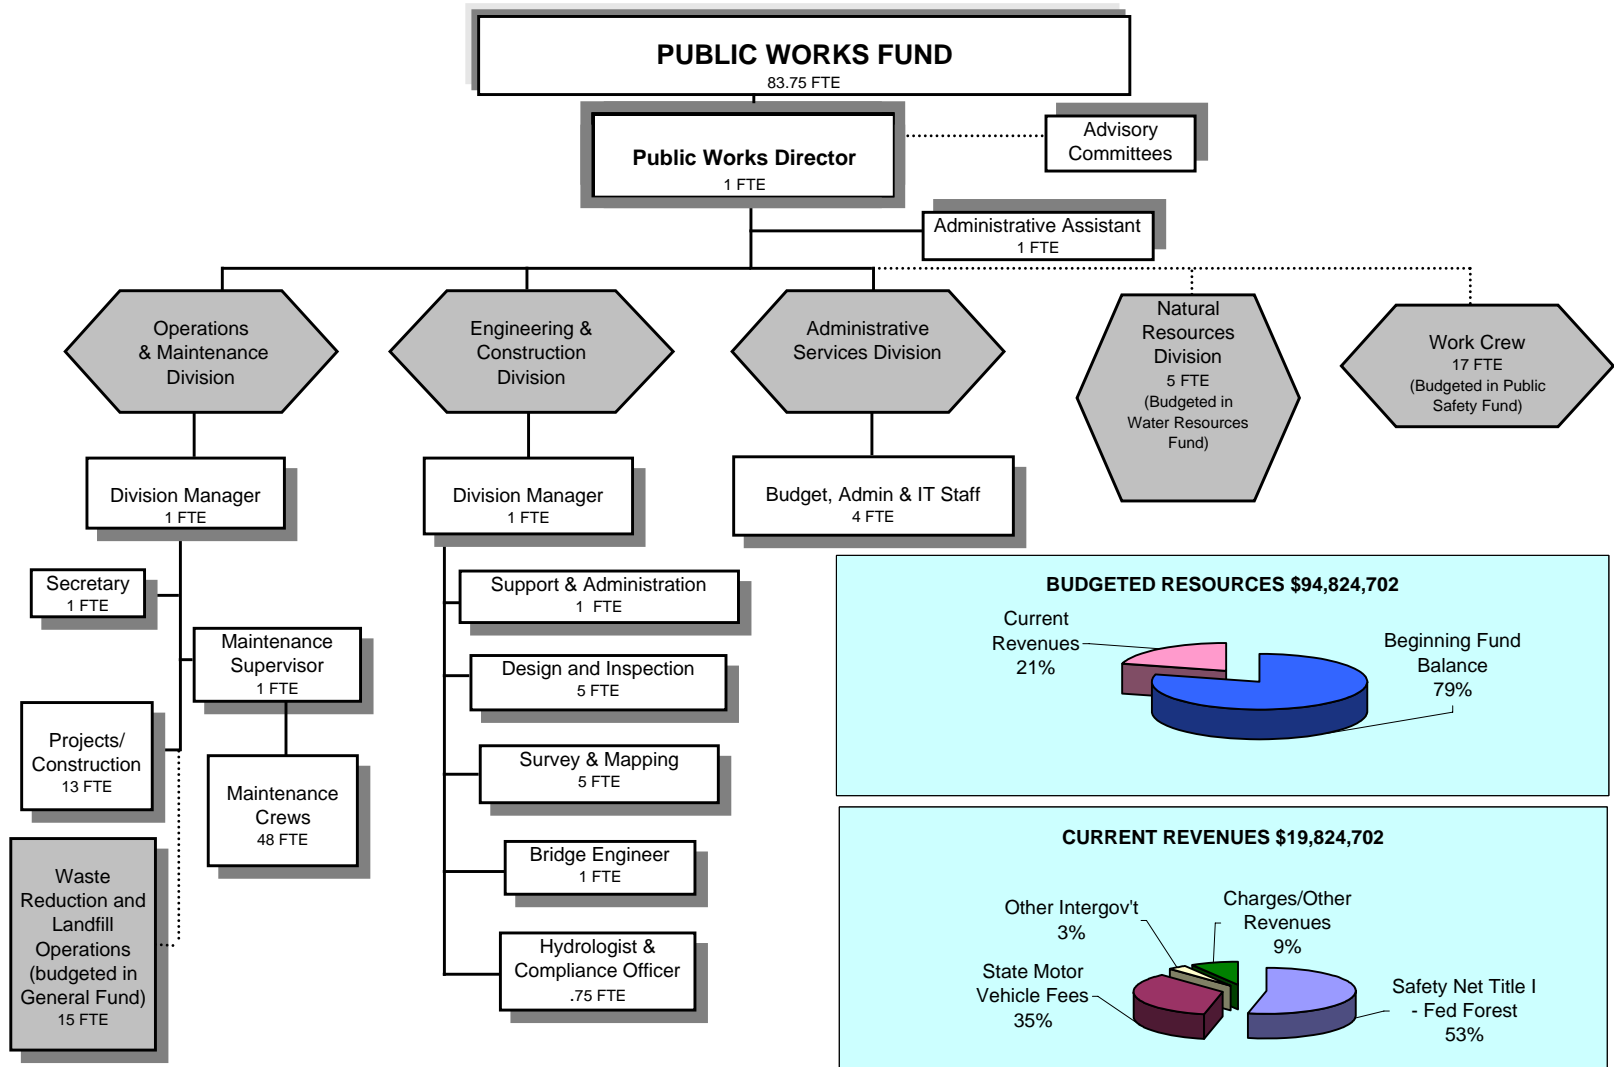 PUBLIC WORKS FUND
83.75 FTE
Public Works Director
1 FTE
Advisory
Committees
Administrative Assistant
1 FTE
Operations
& Maintenance
Division
Engineering &
Construction
Division
Administrative
Services Division
Natural
Resources
Division
5 FTE
(Budgeted in
Water Resources
Fund)
Work Crew
17 FTE
(Budgeted in Public
Safety Fund)
Division Manager
1 FTE
Division Manager
1 FTE
Budget, Admin & IT Staff
4 FTE
Secretary
1 FTE
Maintenance
Supervisor
1 FTE
Projects/
Construction
13 FTE
Maintenance
Crews
48 FTE
Waste
Reduction and
Landfill
Operations
(budgeted in
General Fund)
15 FTE
Support & Administration
1 FTE
Design and Inspection
5 FTE
Survey & Mapping
5 FTE
Bridge Engineer
1 FTE
Hydrologist &
Compliance Officer
.75 FTE
BUDGETED RESOURCES $94,824,702
Current
Revenues
21%
Beginning Fund
Balance
79%
CURRENT REVENUES $19,824,702
Other Intergov't
3%
Charges/Other
Revenues
9%
State Motor
Vehicle Fees
35%
Safety Net Title I
- Fed Forest
53%